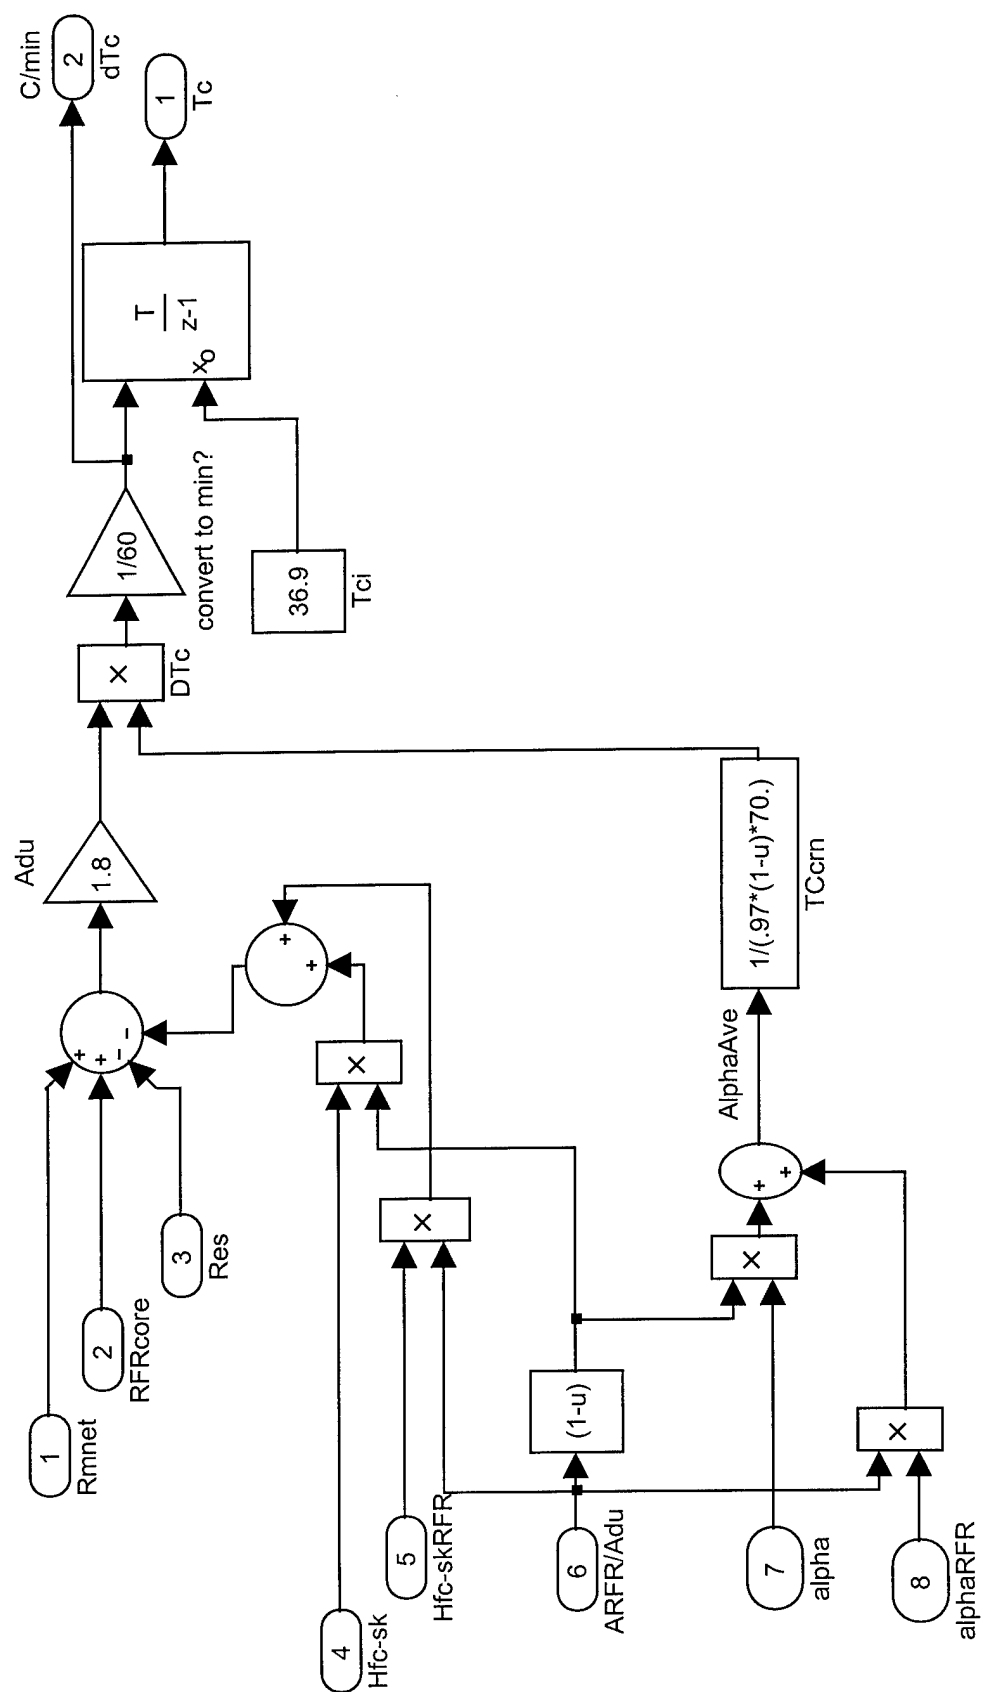 1
Rmnet
2
RFRcore
3
Res
4
Hfc-sk
5
Hfc-skRFR
6
ARFR/Adu
7
alpha
8
alphaRFR
(1-u)
×
×
×
×
+
+
AlphaAve
1/(.97*(1-u)*70.)
TCcrn
+
+
+
+
−
−
Adu
1.8
×
DTc
1/60
convert to min?
36.9
Tci
T
z-1
xo
C/min
2
dTc
1
Tc